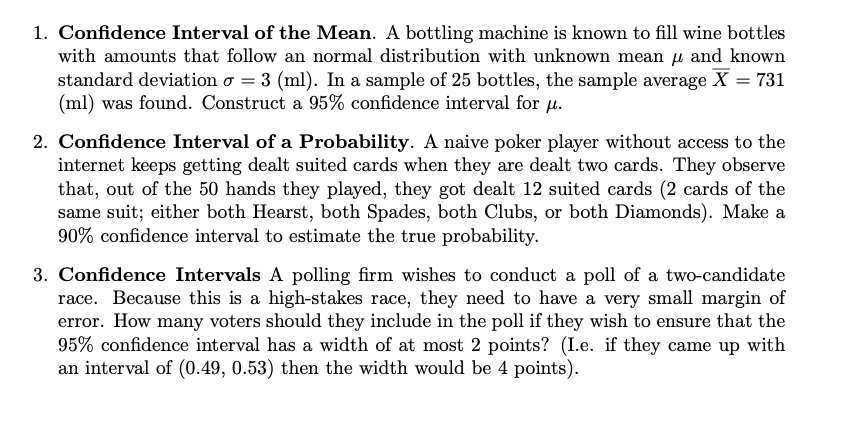 1. Confidence Interval of the Mean. A bottling machine is known to fill wine bottles
with amounts that follow an normal distribution with unknown mean μ and known
standard deviation σ = 3 (ml). In a sample of 25 bottles, the sample average X̅ = 731
(ml) was found. Construct a 95% confidence interval for μ.
2. Confidence Interval of a Probability. A naive poker player without access to the
internet keeps getting dealt suited cards when they are dealt two cards. They observe
that, out of the 50 hands they played, they got dealt 12 suited cards (2 cards of the
same suit; either both Hearst, both Spades, both Clubs, or both Diamonds). Make a
90% confidence interval to estimate the true probability.
3. Confidence Intervals A polling firm wishes to conduct a poll of a two-candidate
race. Because this is a high-stakes race, they need to have a very small margin of
error. How many voters should they include in the poll if they wish to ensure that the
95% confidence interval has a width of at most 2 points? (I.e. if they came up with
an interval of (0.49, 0.53) then the width would be 4 points).